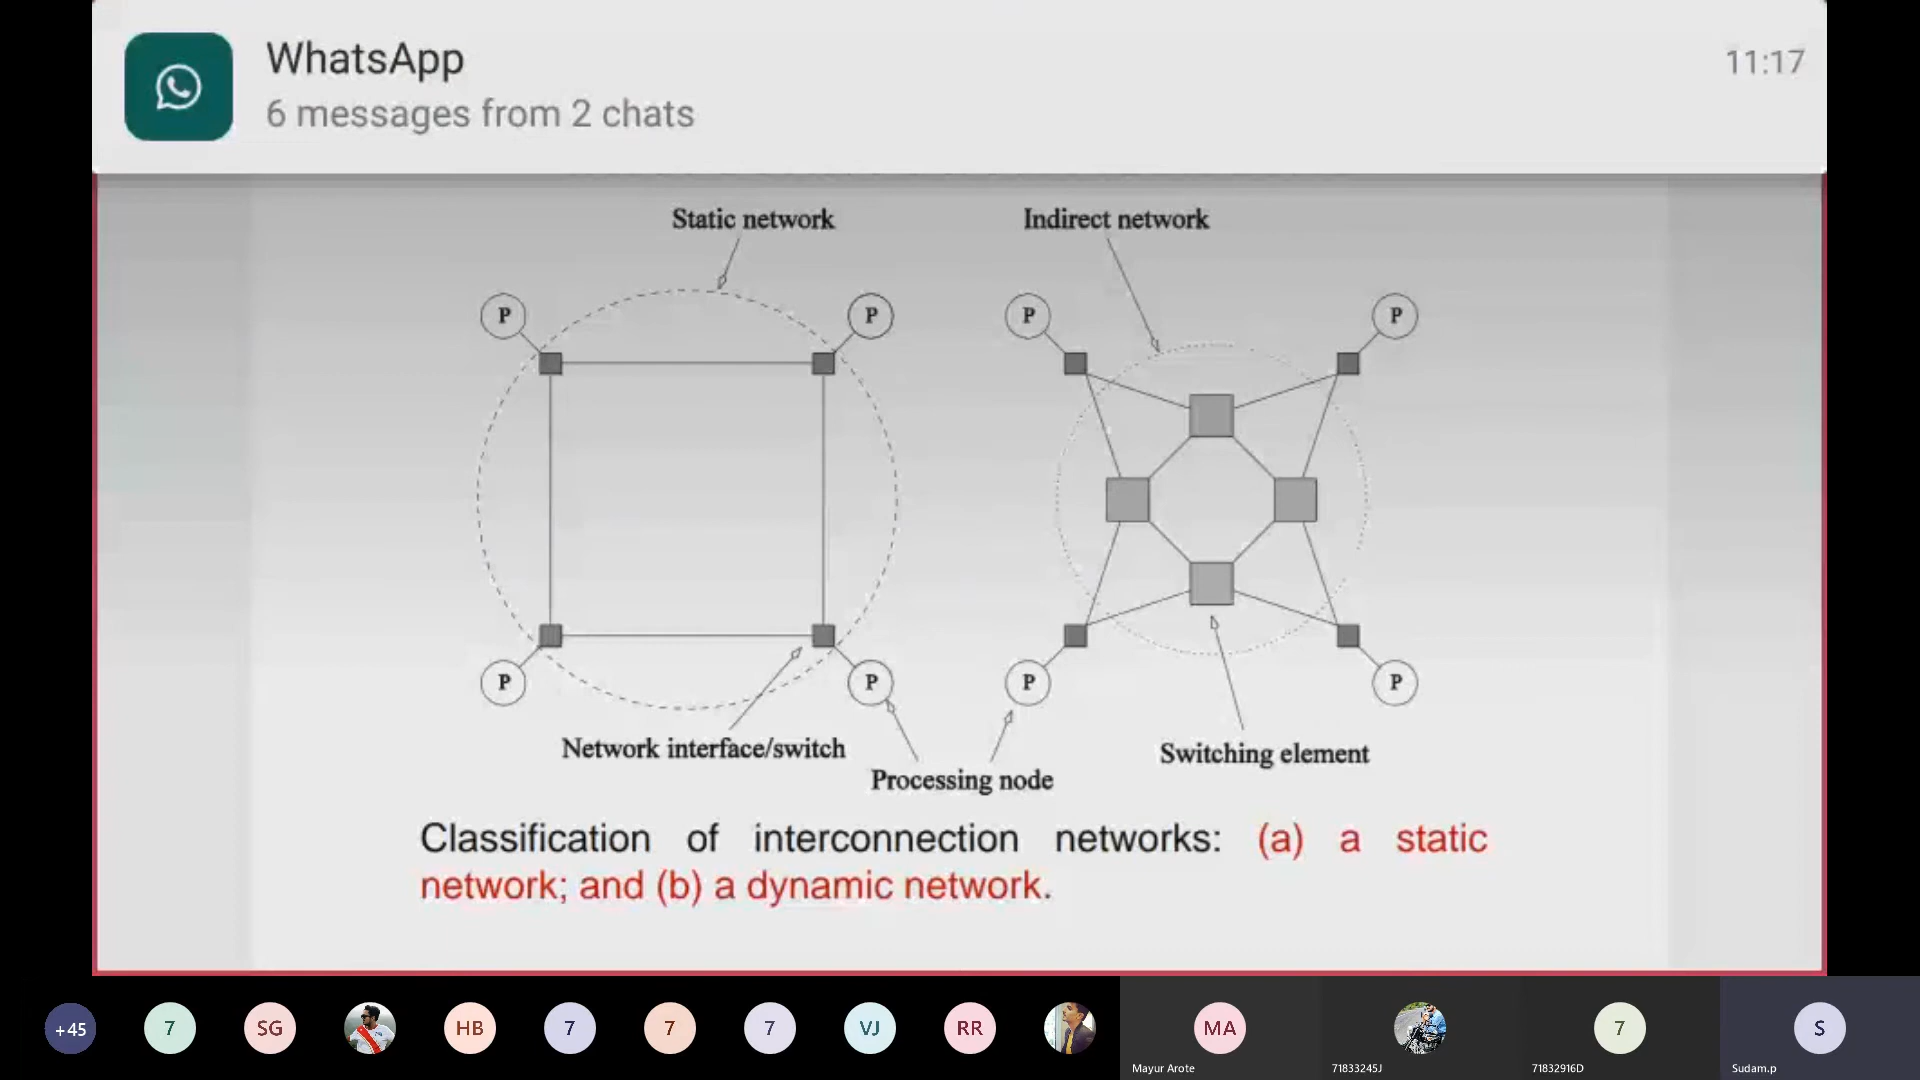 WhatsApp
11:17
6 messages from 2 chats
Static network
Indirect network
P
P
P
P
P
P
P
P
Network interface/switch
Switching element
Processing node
Classification of interconnection networks: (a) a static
network; and (b) a dynamic network.
+45
7
SG
HB
7
7
7
VJ
RR
MA
7
S
Mayur Arote
71833245J
71832916D
Sudam.p